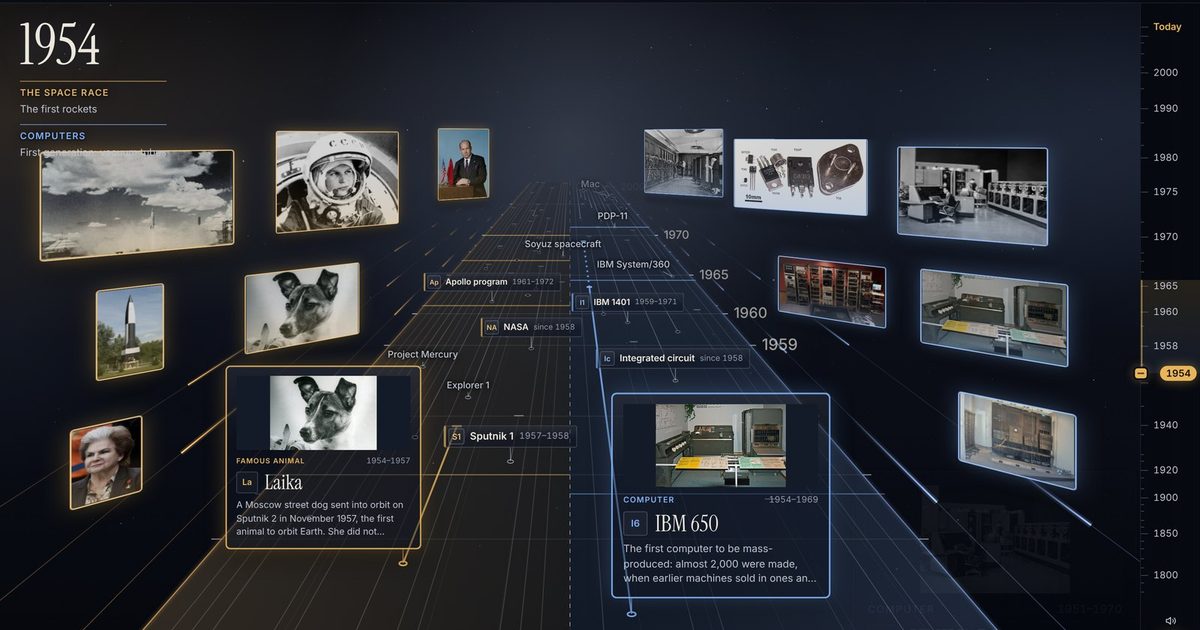 1954
THE SPACE RACE
The first rockets
COMPUTERS
First generation: vacuum tubes
CCC
10mm
Mac
PDP-11
Soyuz spacecraft
1970
IBM System/360
1965
Ap Apollo program 1961–1972
I1 IBM 1401 1959–1971
1960
NA NASA since 1958
1959
Project Mercury
Ic Integrated circuit since 1958
Explorer 1
S1 Sputnik 1 1957–1958
FAMOUS ANIMAL 1954–1957
La Laika
A Moscow street dog sent into orbit on
Sputnik 2 in November 1957, the first
animal to orbit Earth. She did not...
COMPUTER 1954–1969
I6 IBM 650
The first computer to be mass-
produced: almost 2,000 were made,
when earlier machines sold in ones an...
COMPUTER 1951–1970
Today
2000
1990
1980
1975
1970
1965
1960
1958
1954
1940
1920
1900
1850
1800